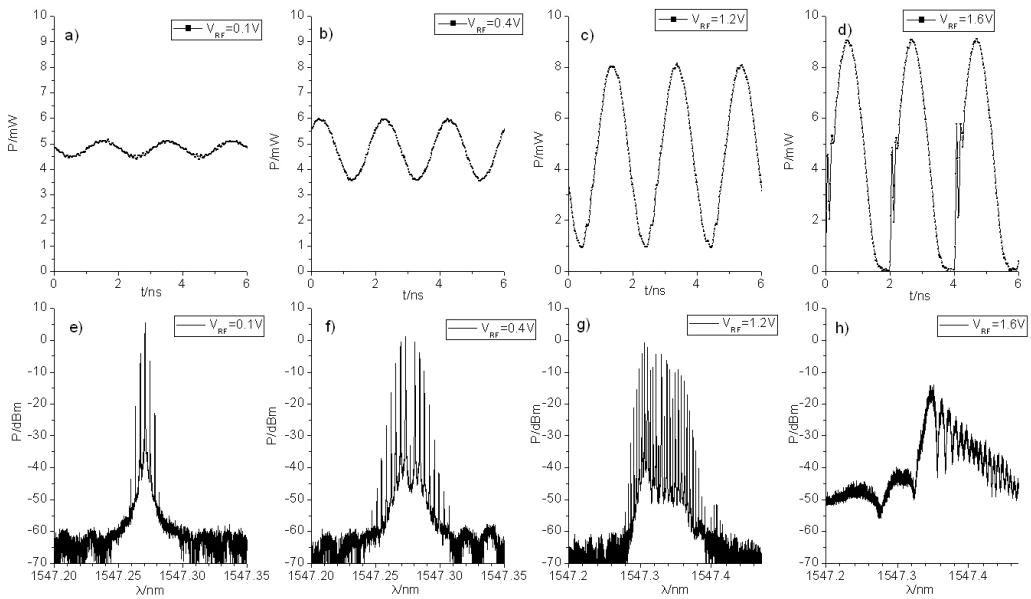 a)
V_RF=0.1V
10
9
8
7
6
5
4
3
2
1
0
P/mW
0 2 4 6
t/ns
b)
V_RF=0.4V
10
9
8
7
6
5
4
3
2
1
0
P/mW
0 2 4 6
t/ns
c)
V_RF=1.2V
10
9
8
7
6
5
4
3
2
1
0
P/mW
0 2 4 6
t/ns
d)
V_RF=1.6V
10
8
6
4
2
0
P/mW
0 2 4 6
t/ns
e)
V_RF=0.1V
10
0
-10
-20
-30
-40
-50
-60
-70
P/dBm
1547.20 1547.25 1547.30 1547.35
λ/nm
f)
V_RF=0.4V
10
0
-10
-20
-30
-40
-50
-60
-70
P/dBm
1547.20 1547.25 1547.30 1547.35
λ/nm
g)
V_RF=1.2V
10
0
-10
-20
-30
-40
-50
-60
-70
P/dBm
1547.2 1547.3 1547.4
λ/nm
h)
V_RF=1.6V
10
0
-10
-20
-30
-40
-50
-60
-70
P/dBm
1547.2 1547.3 1547.4
λ/nm